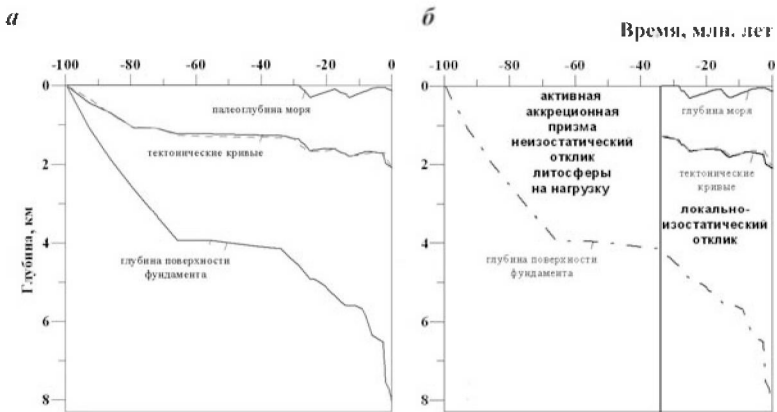 а
б
Время, млн. лет
-100 -80 -60 -40 -20 0
-100 -80 -60 -40 -20 0
Глубина, км
0
2
4
6
8
палеоглубина моря
тектонические кривые
глубина поверхности
фундамента
0
2
4
6
8
активная
аккреционная
призма
неизостатический
отклик
литосферы
на нагрузку
глубина поверхности
фундамента
глубина моря
тектонические
кривые
локально-
изостатический
отклик